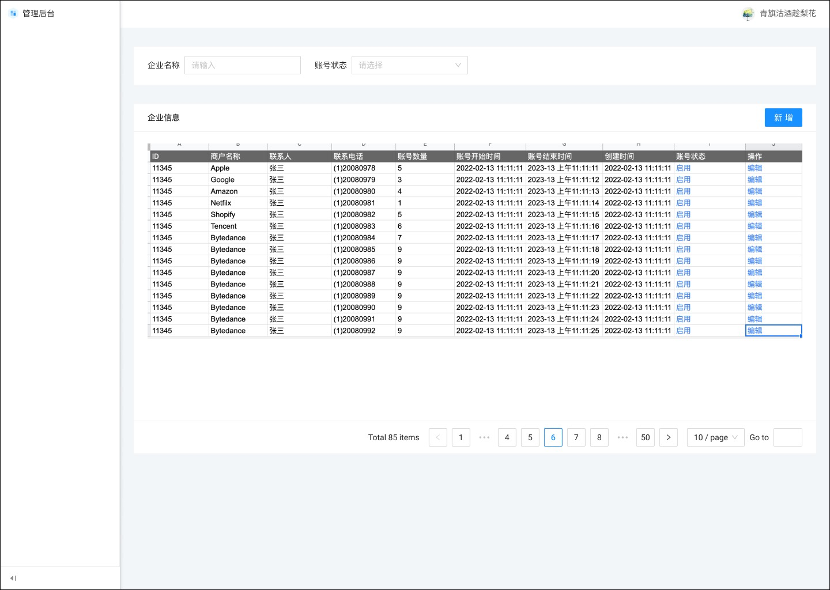 管理后台
青旗沽酒趁梨花
企业名称 请输入 账号状态 请选择
企业信息 新 增
ID 商户名称 联系人 联系电话 账号数量 账号开始时间 账号结束时间 创建时间 账号状态 操作
11345 Apple 张三 (1)20080978 5 2022-02-13 11:11:11 2023-13 上午11:11:11 2022-02-13 11:11:11 启用 编辑
11345 Google 张三 (1)20080979 3 2022-02-13 11:11:11 2023-13 上午11:11:12 2022-02-13 11:11:11 启用 编辑
11345 Amazon 张三 (1)20080980 4 2022-02-13 11:11:11 2023-13 上午11:11:13 2022-02-13 11:11:11 启用 编辑
11345 Netflix 张三 (1)20080981 1 2022-02-13 11:11:11 2023-13 上午11:11:14 2022-02-13 11:11:11 启用 编辑
11345 Shopify 张三 (1)20080982 5 2022-02-13 11:11:11 2023-13 上午11:11:15 2022-02-13 11:11:11 启用 编辑
11345 Tencent 张三 (1)20080983 6 2022-02-13 11:11:11 2023-13 上午11:11:16 2022-02-13 11:11:11 启用 编辑
11345 Bytedance 张三 (1)20080984 7 2022-02-13 11:11:11 2023-13 上午11:11:17 2022-02-13 11:11:11 启用 编辑
11345 Bytedance 张三 (1)20080985 9 2022-02-13 11:11:11 2023-13 上午11:11:18 2022-02-13 11:11:11 启用 编辑
11345 Bytedance 张三 (1)20080986 9 2022-02-13 11:11:11 2023-13 上午11:11:19 2022-02-13 11:11:11 启用 编辑
11345 Bytedance 张三 (1)20080987 9 2022-02-13 11:11:11 2023-13 上午11:11:20 2022-02-13 11:11:11 启用 编辑
11345 Bytedance 张三 (1)20080988 9 2022-02-13 11:11:11 2023-13 上午11:11:21 2022-02-13 11:11:11 启用 编辑
11345 Bytedance 张三 (1)20080989 9 2022-02-13 11:11:11 2023-13 上午11:11:22 2022-02-13 11:11:11 启用 编辑
11345 Bytedance 张三 (1)20080990 9 2022-02-13 11:11:11 2023-13 上午11:11:23 2022-02-13 11:11:11 启用 编辑
11345 Bytedance 张三 (1)20080991 9 2022-02-13 11:11:11 2023-13 上午11:11:24 2022-02-13 11:11:11 启用 编辑
11345 Bytedance 张三 (1)20080992 9 2022-02-13 11:11:11 2023-13 上午11:11:25 2022-02-13 11:11:11 启用 编辑
Total 85 items < 1 ••• 4 5 6 7 8 ••• 50 > 10 / page Go to